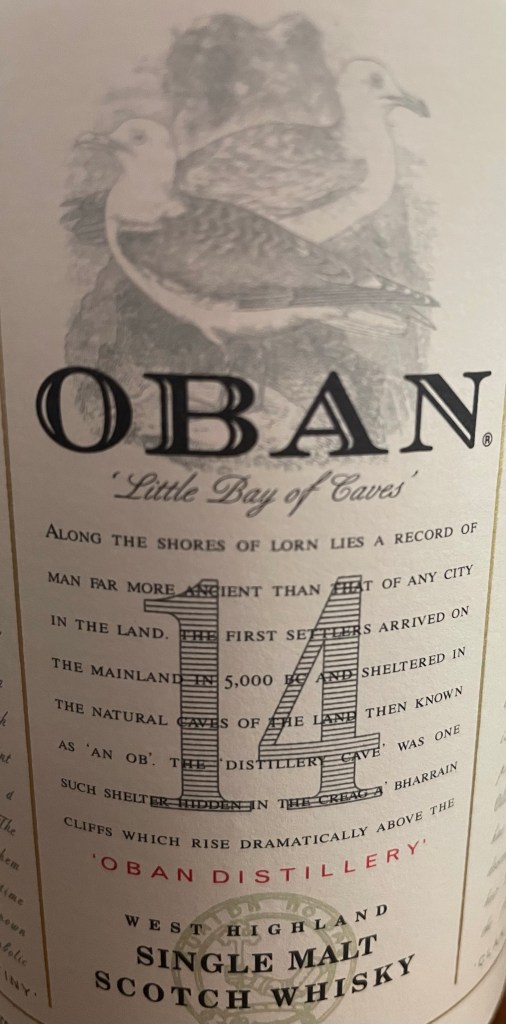 OBAN®
'Little Bay of Caves'
ALONG THE SHORES OF LORN LIES A RECORD OF
MAN FAR MORE ANCIENT THAN THAT OF ANY CITY
IN THE LAND. THE FIRST SETTLERS ARRIVED ON
THE MAINLAND IN 5,000 BC AND SHELTERED IN
THE NATURAL CAVES OF THE LAND THEN KNOWN
AS 'AN OB'. THE 'DISTILLERY CAVE' WAS ONE
SUCH SHELTER HIDDEN IN THE CREAG A' BHARRAIN
CLIFFS WHICH RISE DRAMATICALLY ABOVE THE
'OBAN DISTILLERY'
14
WEST HIGHLAND
SINGLE MALT
SCOTCH WHISKY